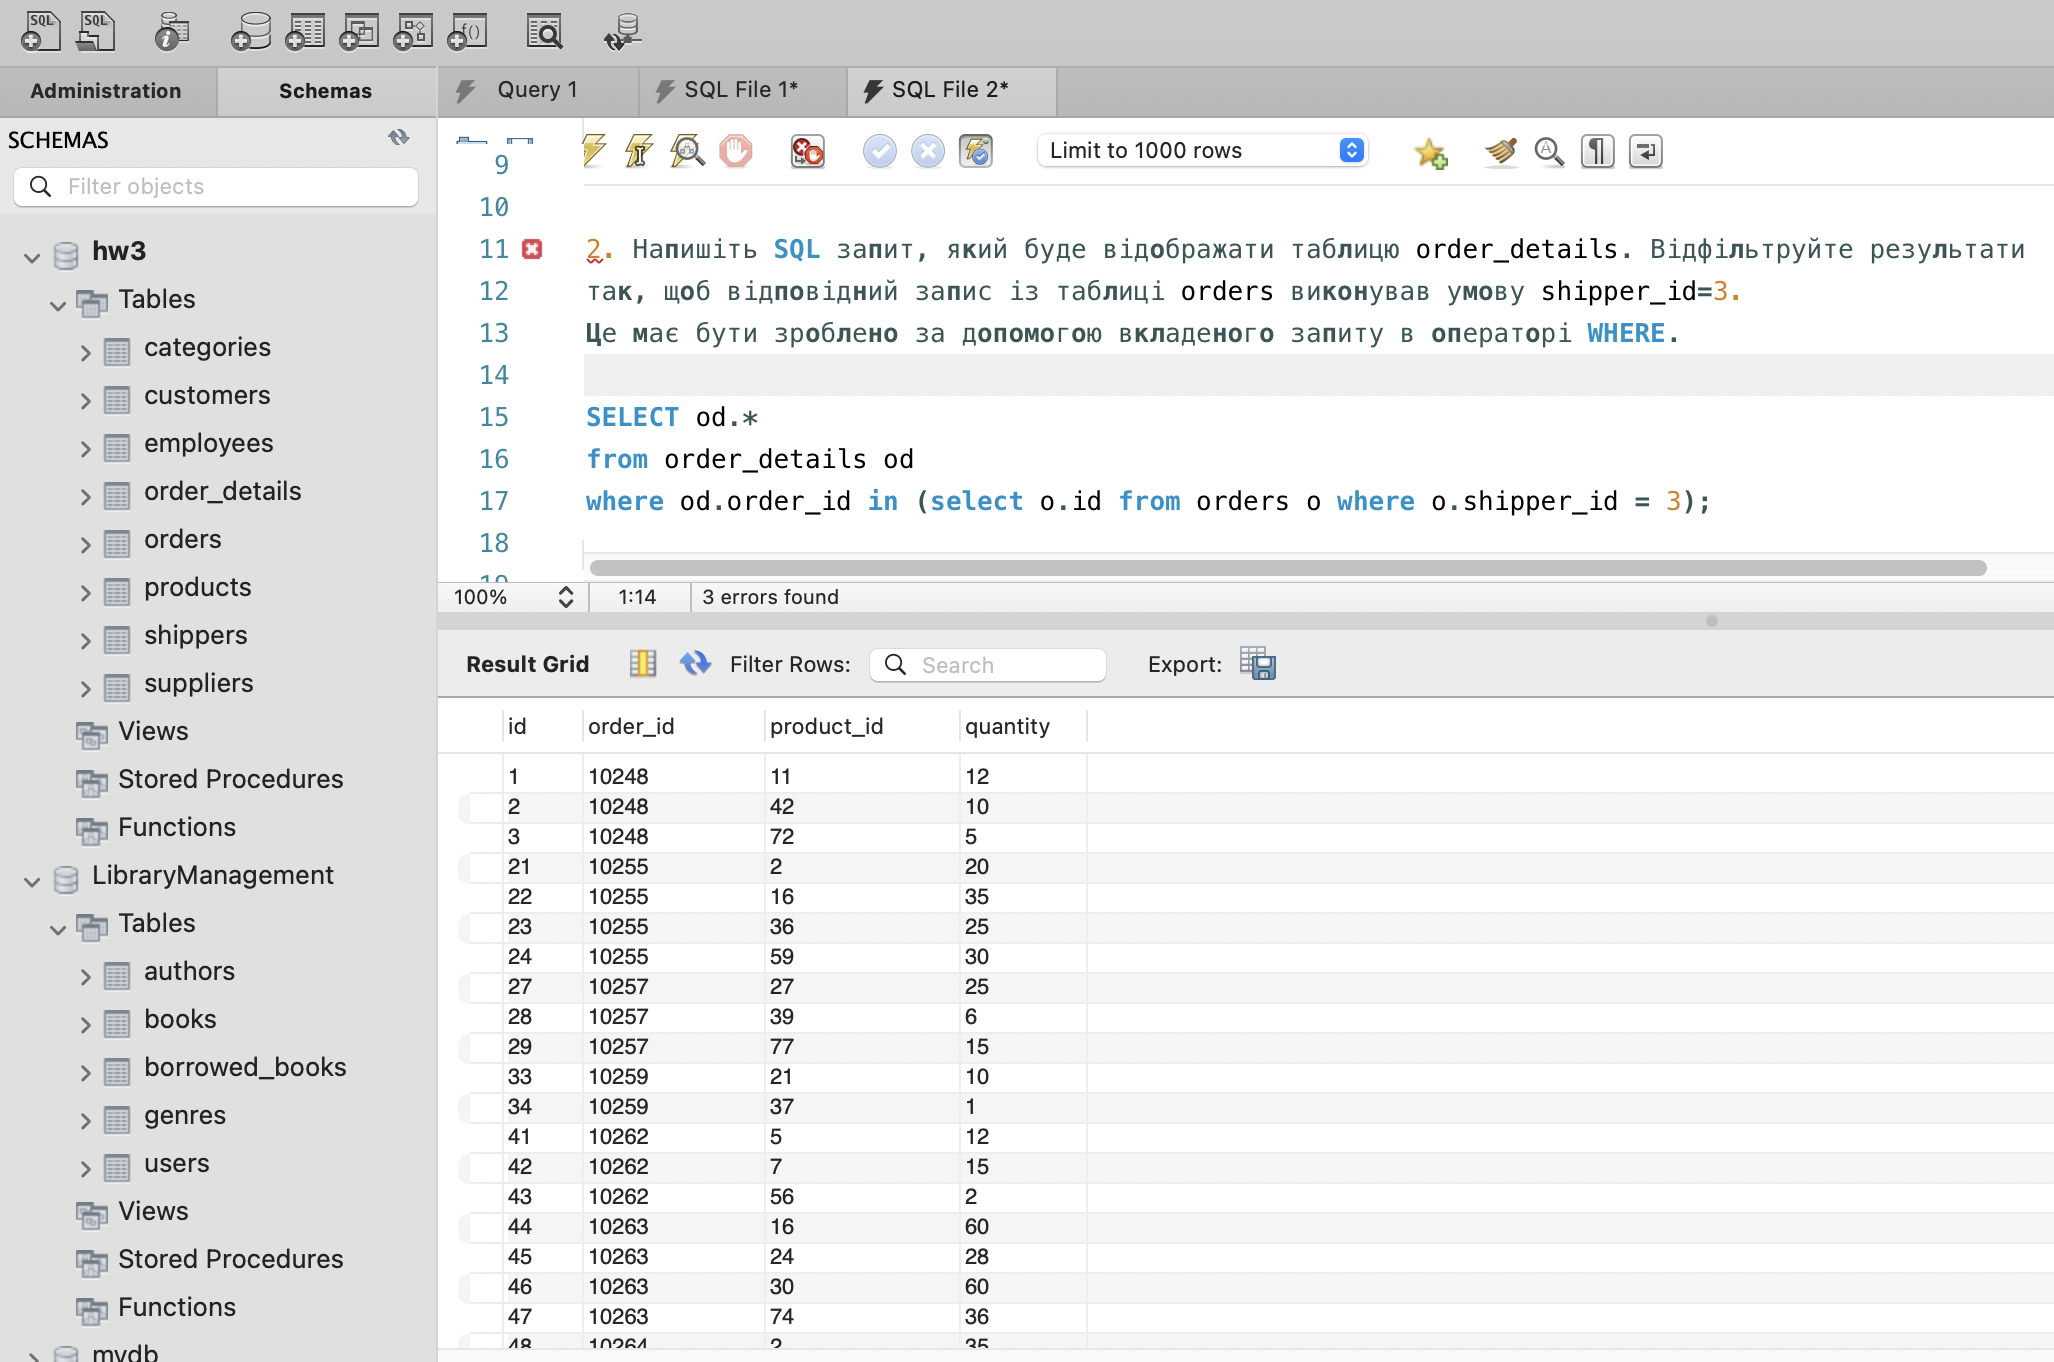 SQL
SQL
f()
Administration
Schemas
Query 1
SQL File 1*
SQL File 2*
SCHEMAS
Filter objects
hw3
Tables
categories
customers
employees
order_details
orders
products
shippers
suppliers
Views
Stored Procedures
Functions
LibraryManagement
Tables
authors
books
borrowed_books
genres
users
Views
Stored Procedures
Functions
mydb
Limit to 1000 rows
9
10
11 2. Напишіть SQL запит, який буде відображати таблицю order_details. Відфільтруйте результати
12 так, щоб відповідний запис із таблиці orders виконував умову shipper_id=3.
13 Це має бути зроблено за допомогою вкладеного запиту в операторі WHERE.
14
15 SELECT od.*
16 from order_details od
17 where od.order_id in (select o.id from orders o where o.shipper_id = 3);
18
19
100% 1:14 3 errors found
Result Grid Filter Rows: Search Export:
id order_id product_id quantity
1 10248 11 12
2 10248 42 10
3 10248 72 5
21 10255 2 20
22 10255 16 35
23 10255 36 25
24 10255 59 30
27 10257 27 25
28 10257 39 6
29 10257 77 15
33 10259 21 10
34 10259 37 1
41 10262 5 12
42 10262 7 15
43 10262 56 2
44 10263 16 60
45 10263 24 28
46 10263 30 60
47 10263 74 36
48 10264 2 35